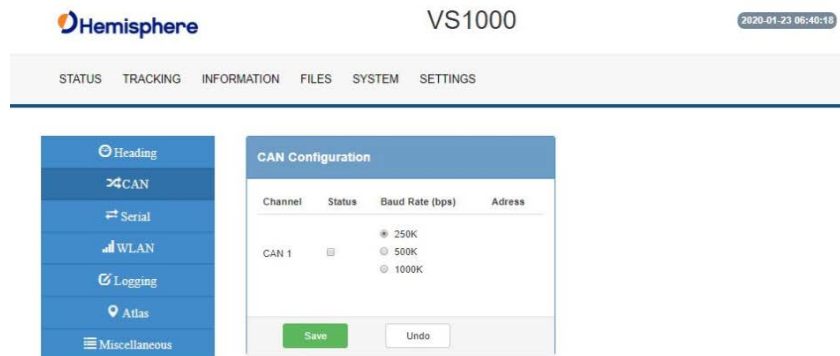 Hemisphere
VS1000
2020-01-23 06:40:18
STATUS TRACKING INFORMATION FILES SYSTEM SETTINGS
Heading
CAN
Serial
WLAN
Logging
Atlas
Miscellaneous
CAN Configuration
Channel Status Baud Rate (bps) Adress
CAN 1
250K
500K
1000K
Save Undo